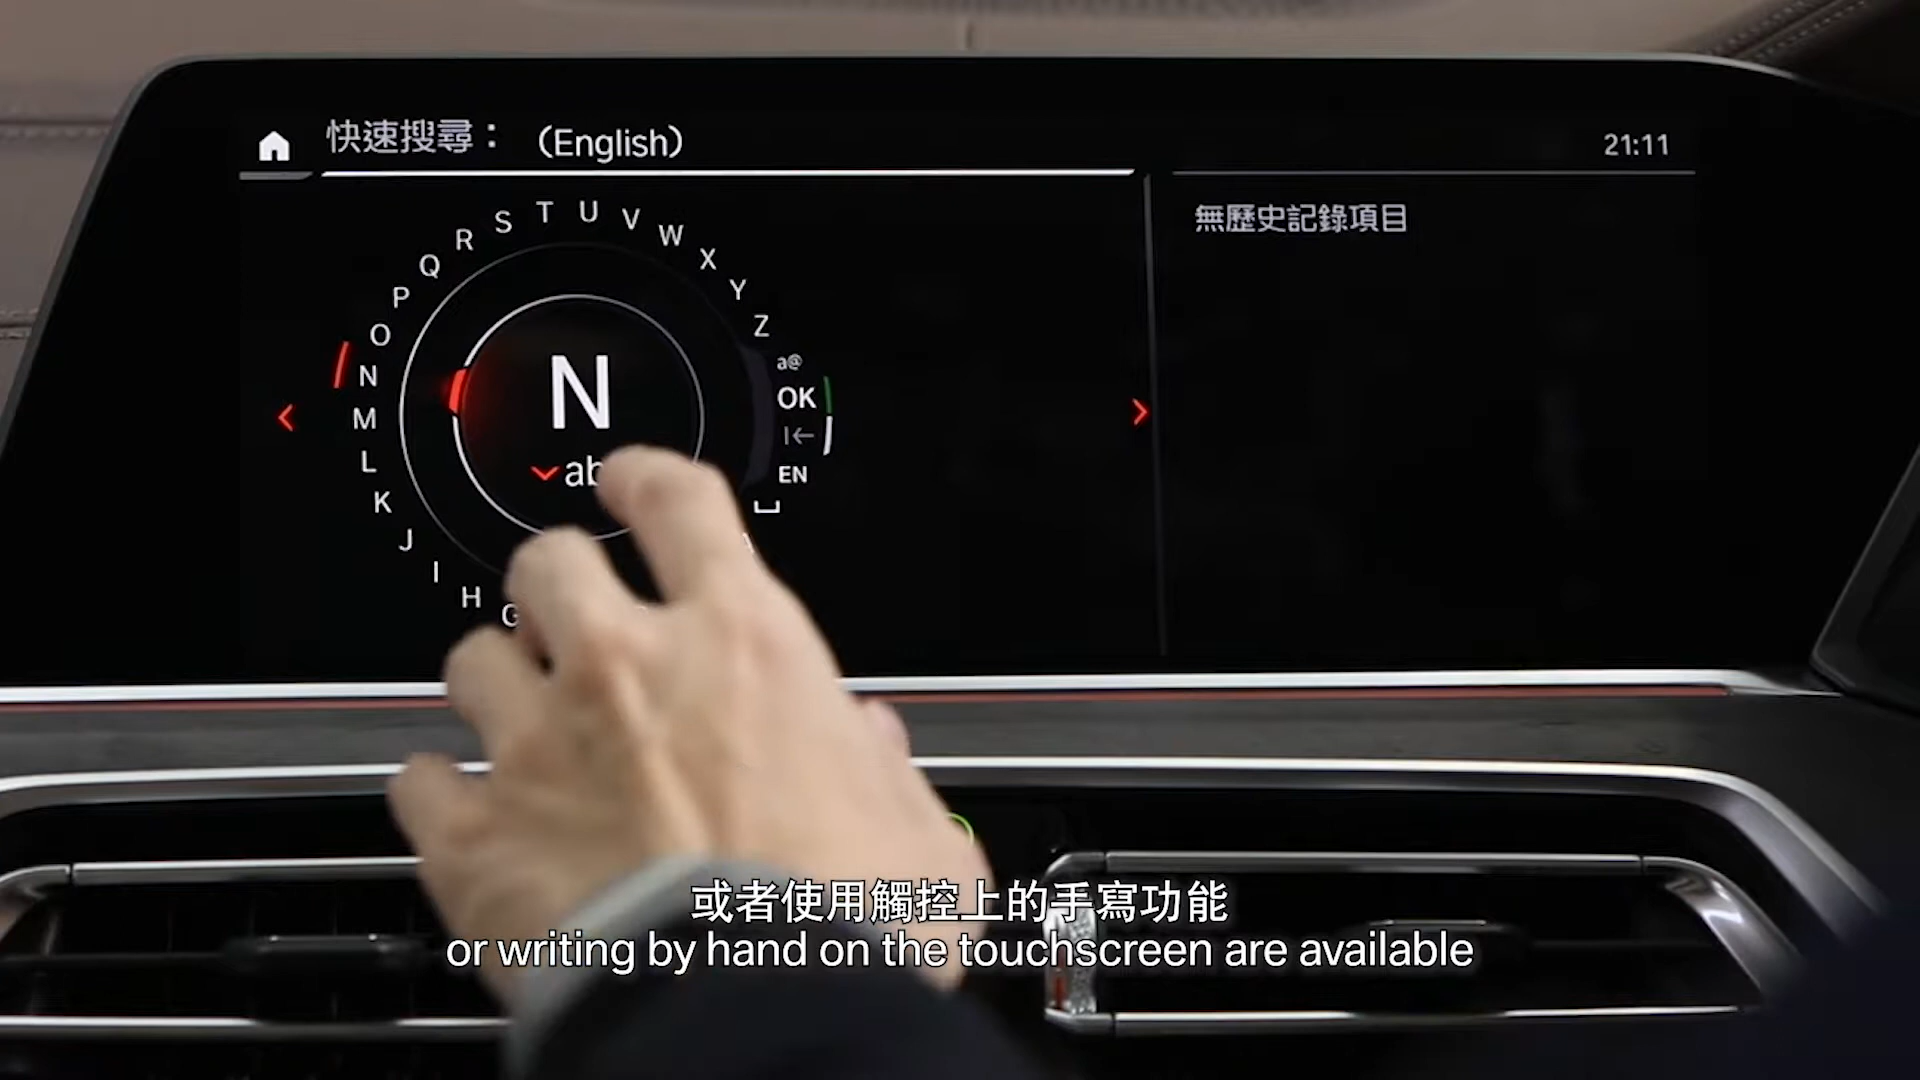 快速搜尋： (English)
21:11
無歷史記錄項目
S T U V W X Y Z
R Q P O N M L K J I H G
a@
OK
EN
N
或者使用觸控上的手寫功能
or writing by hand on the touchscreen are available